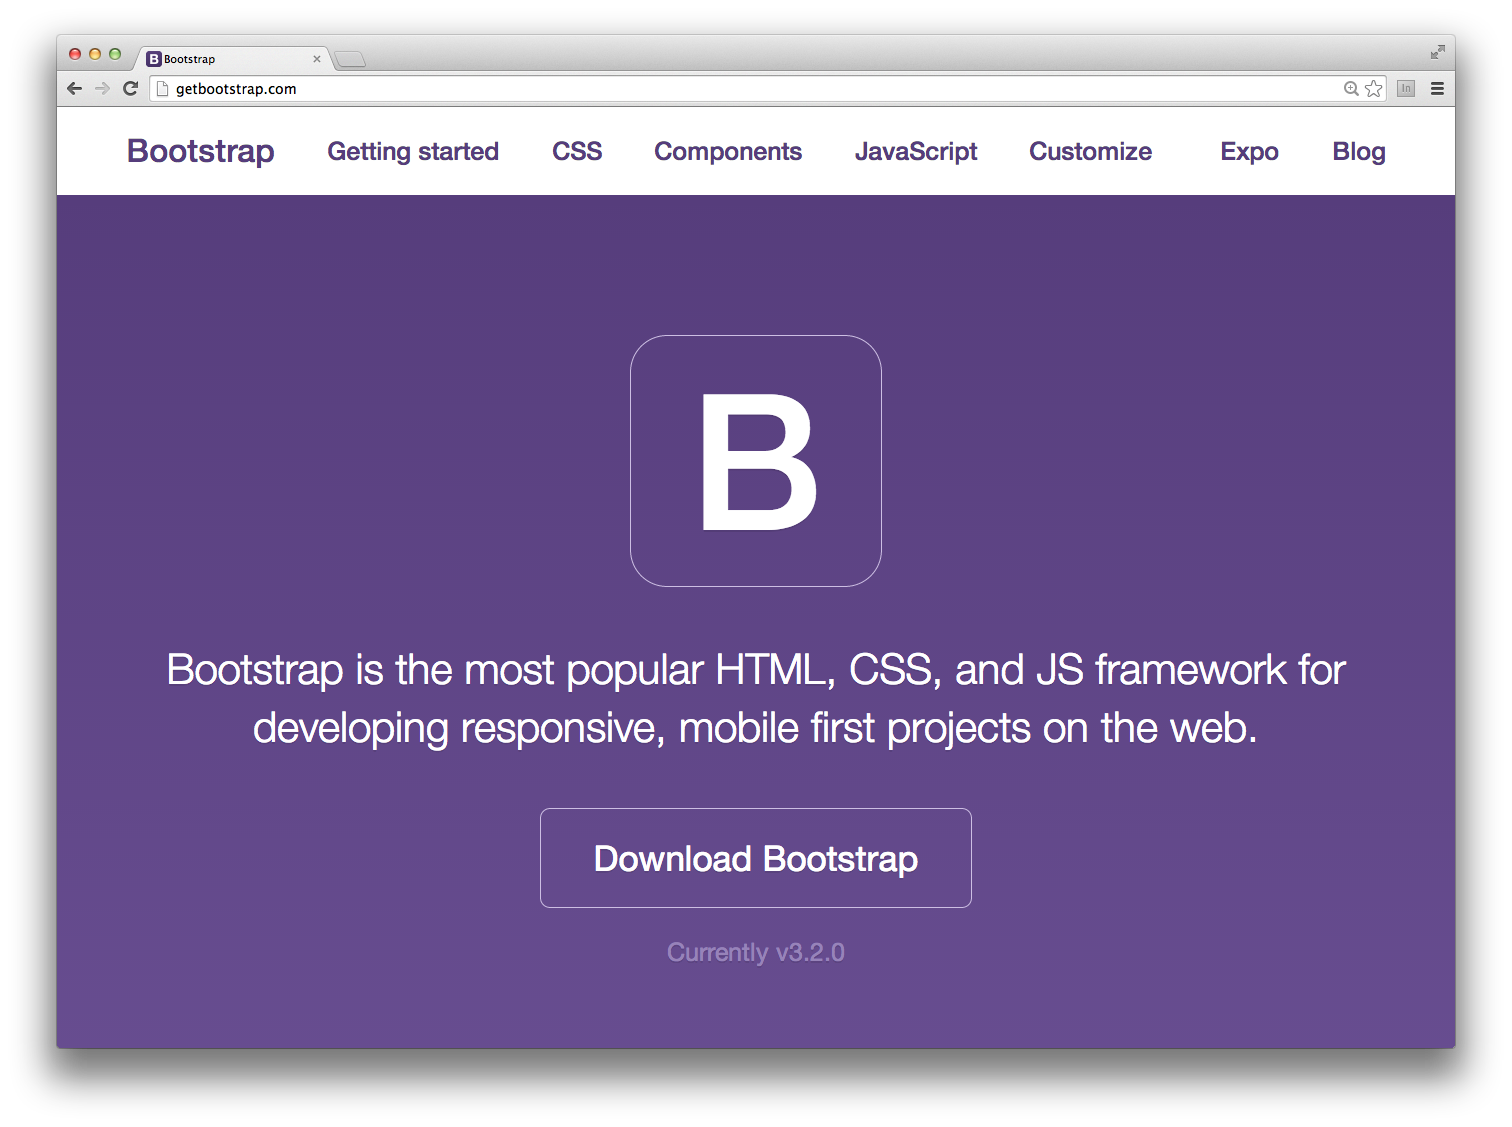 Bootstrap
getbootstrap.com
In
Bootstrap Getting started CSS Components JavaScript Customize Expo Blog
B
Bootstrap is the most popular HTML, CSS, and JS framework for
developing responsive, mobile first projects on the web.
Download Bootstrap
Currently v3.2.0